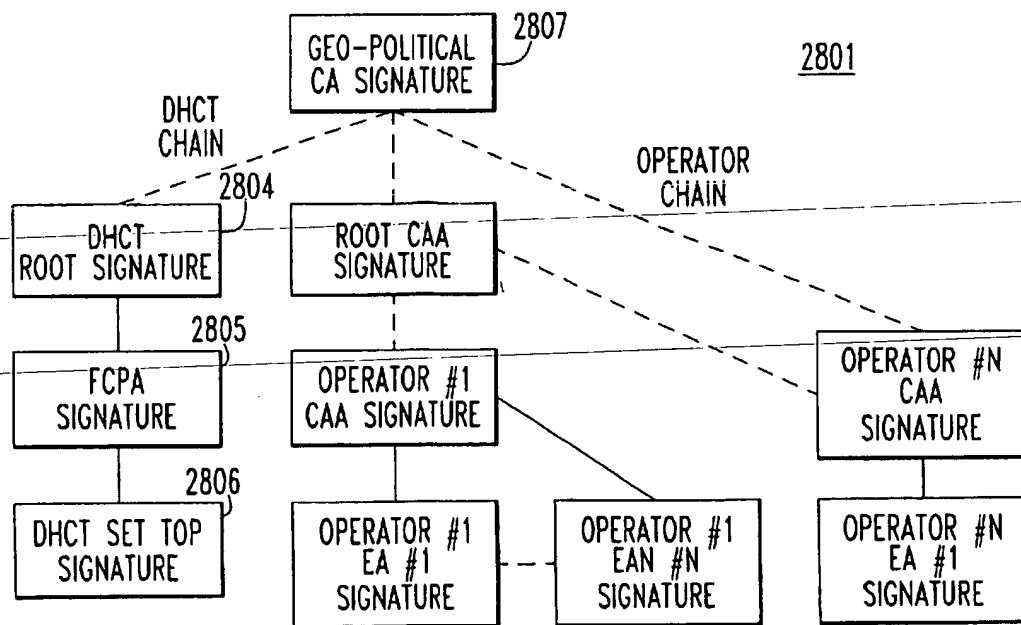 2807
GEO-POLITICAL
CA SIGNATURE
2801
DHCT
CHAIN
OPERATOR
CHAIN
2804
DHCT
ROOT SIGNATURE
ROOT CAA
SIGNATURE
2805
FCPA
SIGNATURE
OPERATOR #1
CAA SIGNATURE
OPERATOR #N
CAA
SIGNATURE
2806
DHCT SET TOP
SIGNATURE
OPERATOR #1
EA #1
SIGNATURE
OPERATOR #1
EAN #N
SIGNATURE
OPERATOR #N
EA #1
SIGNATURE